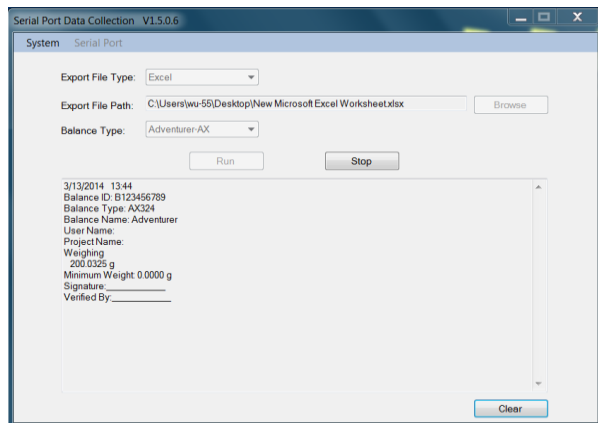 Serial Port Data Collection V1.5.0.6
System Serial Port
Export File Type: Excel
Export File Path: C:\Users\wu-55\Desktop\New Microsoft Excel Worksheet.xlsx Browse
Balance Type: Adventurer-AX
Run Stop
3/13/2014 13:44
Balance ID: B123456789
Balance Type: AX324
Balance Name: Adventurer
User Name:
Project Name:
Weighing
200.0325 g
Minimum Weight: 0.0000 g
Signature:____________
Verified By:____________
Clear